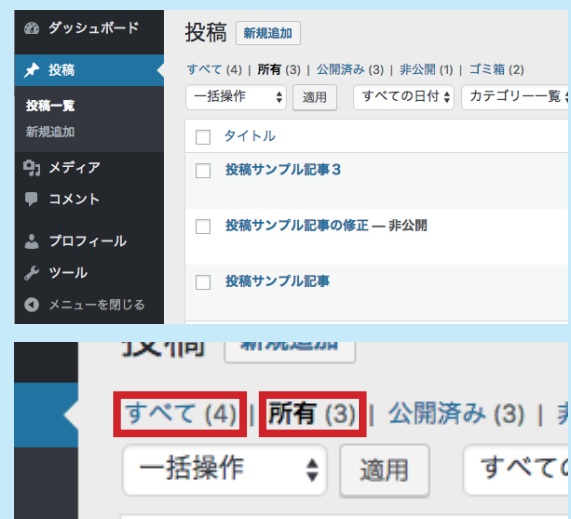 ダッシュボード
投稿
投稿一覧
新規追加
メディア
コメント
プロフィール
ツール
メニューを閉じる
投稿 新規追加
すべて (4) | 所有 (3) | 公開済み (3) | 非公開 (1) | ゴミ箱 (2)
一括操作 適用 すべての日付 カテゴリー一覧
タイトル
投稿サンプル記事3
投稿サンプル記事の修正 — 非公開
投稿サンプル記事
投稿 新規追加
すべて (4) | 所有 (3) | 公開済み (3) |
一括操作 適用 すべて